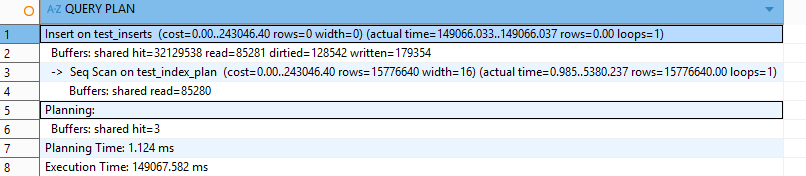 A-Z QUERY PLAN
1 Insert on test_inserts (cost=0.00..243046.40 rows=0 width=0) (actual time=149066.033..149066.037 rows=0.00 loops=1)
2 Buffers: shared hit=32129538 read=85281 dirtied=128542 written=179354
3 -> Seq Scan on test_index_plan (cost=0.00..243046.40 rows=15776640 width=16) (actual time=0.985..5380.237 rows=15776640.00 loops=1)
4 Buffers: shared read=85280
5 Planning:
6 Buffers: shared hit=3
7 Planning Time: 1.124 ms
8 Execution Time: 149067.582 ms